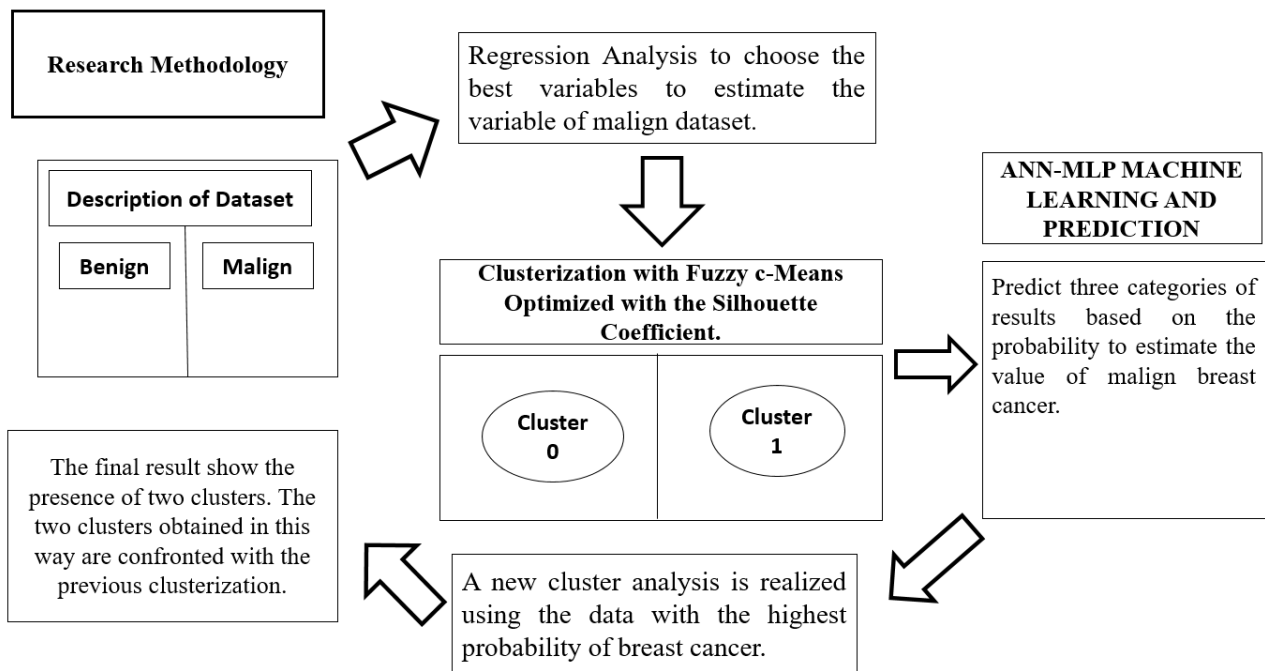 Research Methodology
Description of Dataset
Benign
Malign
Regression Analysis to choose the
best variables to estimate the
variable of malign dataset.
Clusterization with Fuzzy c-Means
Optimized with the Silhouette
Coefficient.
Cluster
0
Cluster
1
ANN-MLP MACHINE
LEARNING AND
PREDICTION
Predict three categories of
results based on the
probability to estimate the
value of malign breast
cancer.
A new cluster analysis is realized
using the data with the highest
probability of breast cancer.
The final result show the
presence of two clusters. The
two clusters obtained in this
way are confronted with the
previous clusterization.